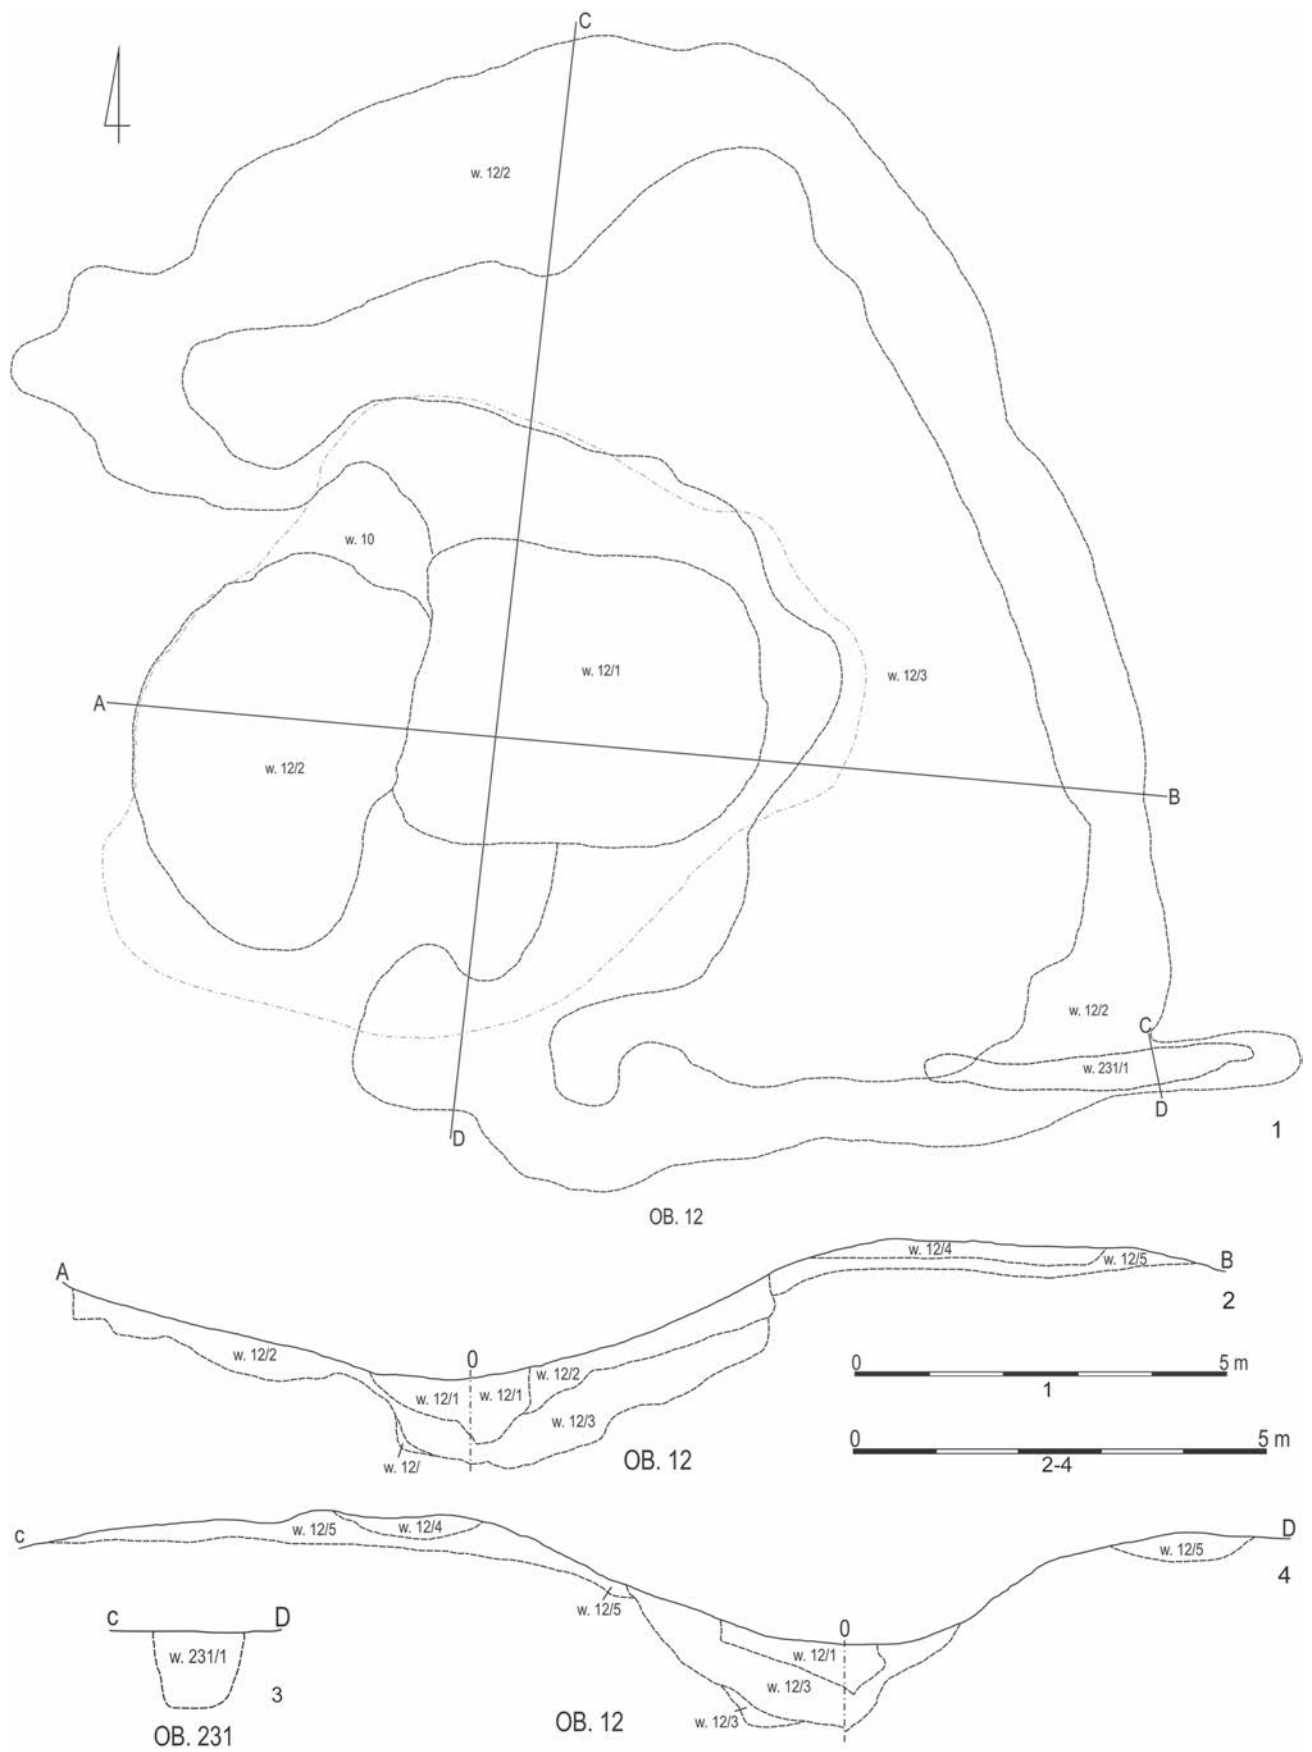 C
w. 12/2
w. 10
w. 12/1
w. 12/3
A
w. 12/2
B
w. 12/2
C
w. 231/1
D
D
1
OB. 12
A
w. 12/4
w. 12/5
B
2
w. 12/2
0
w. 12/2
w. 12/1
w. 12/1
w. 12/3
w. 12/
OB. 12
0 5 m
1
0 5 m
2-4
c
w. 12/5
w. 12/4
D
w. 12/5
4
w. 12/5
0
w. 12/1
w. 12/3
w. 12/3
OB. 12
c D
w. 231/1
3
OB. 231